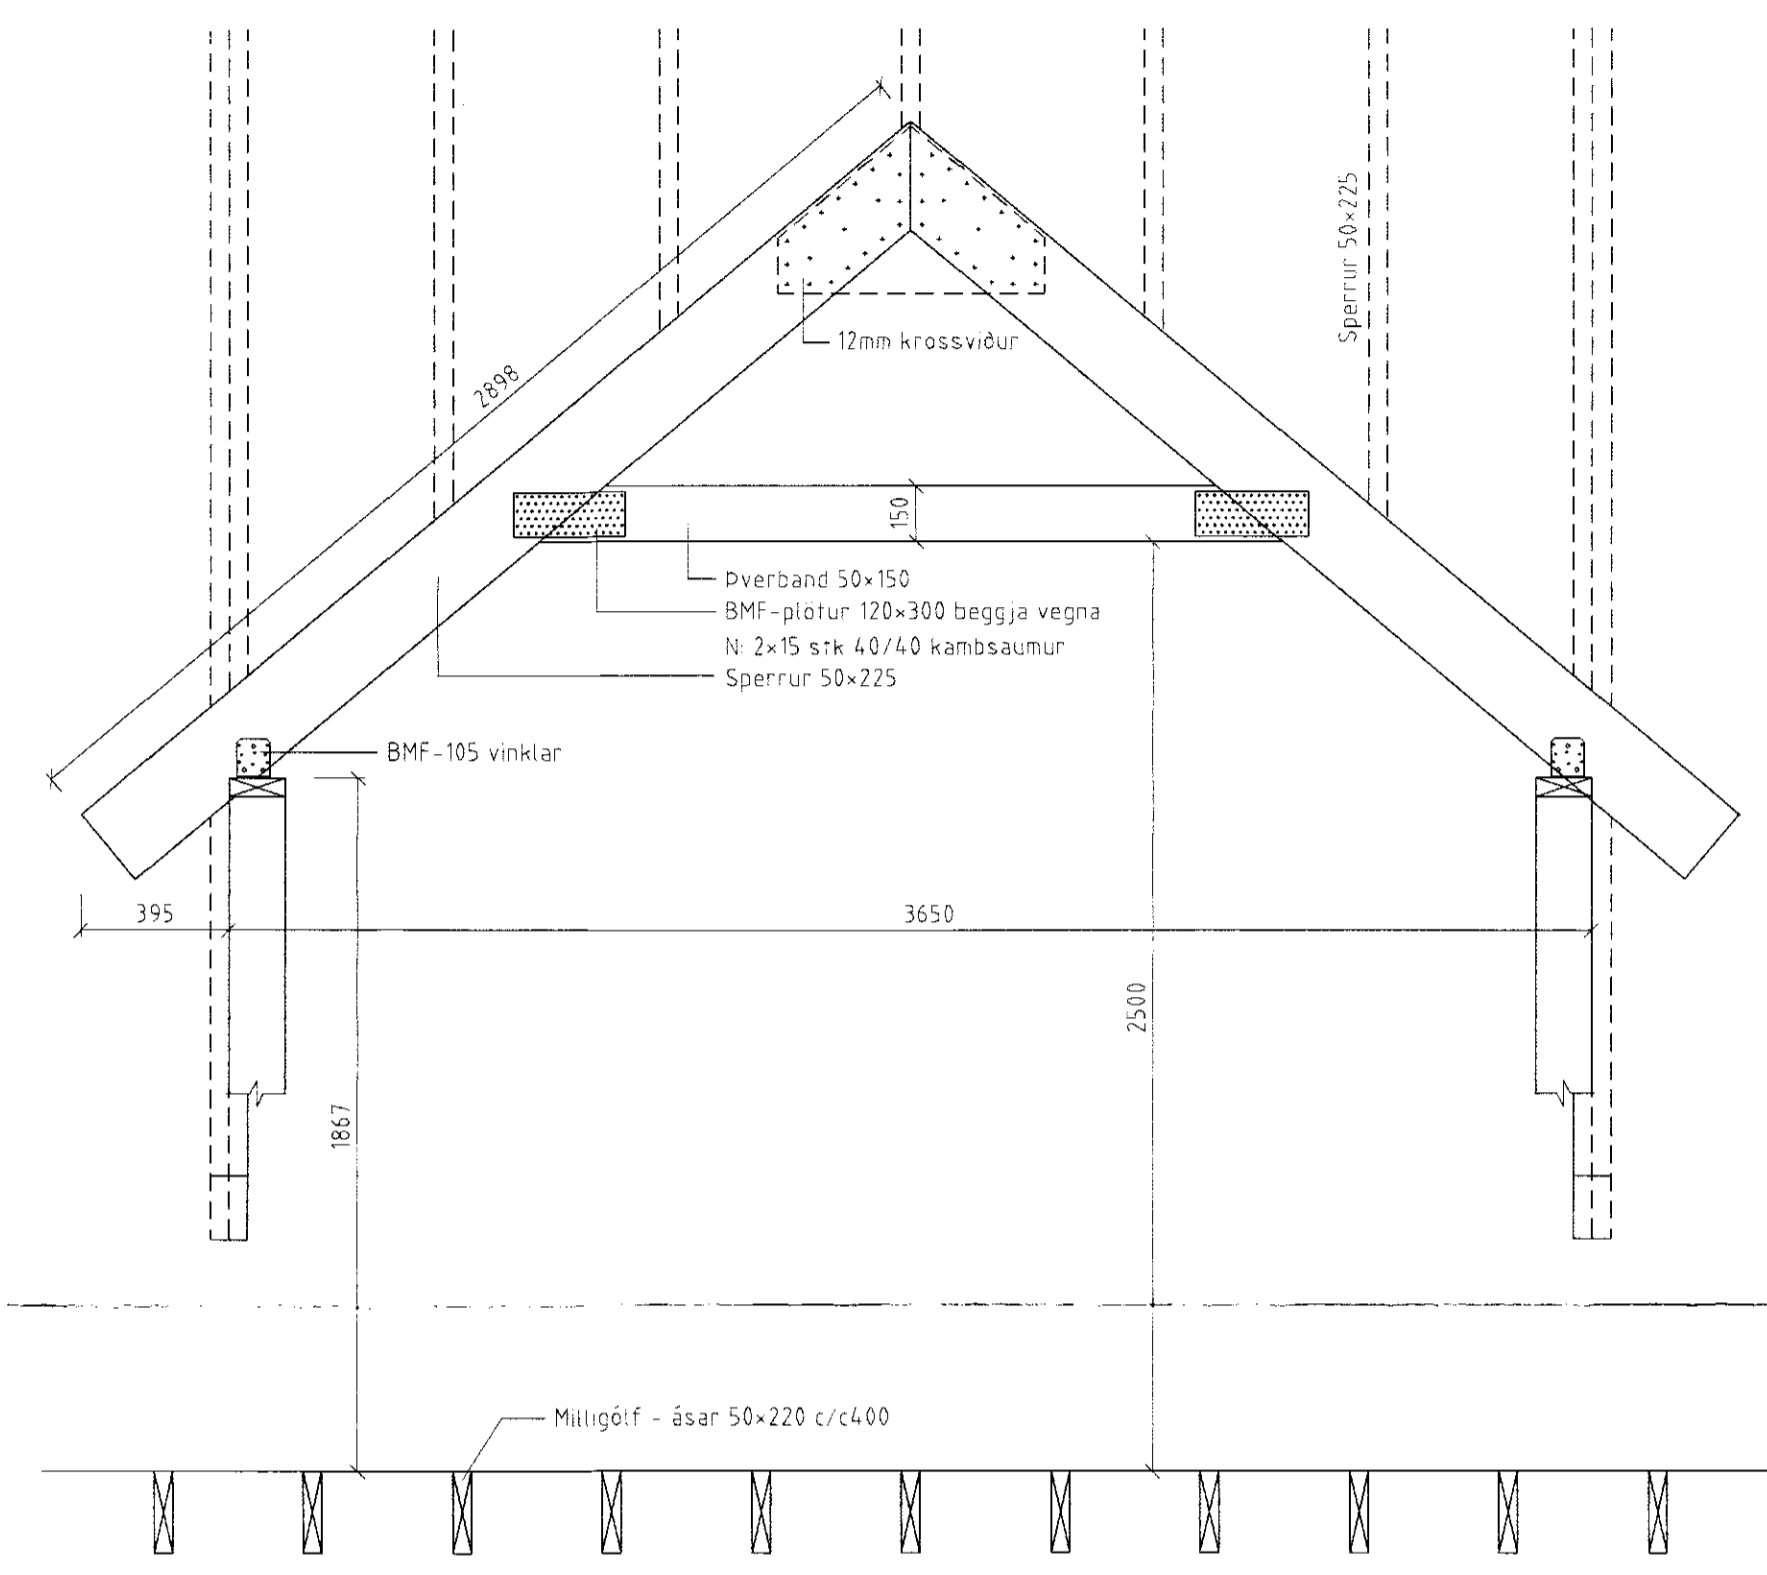 Sperrur 50×225
12mm krossviður
2898
150
Þverband 50×150
BMF-plötur 120×300 beggja vegna
N: 2×15 stk 40/40 kambsaumur
Sperrur 50×225
BMF-105 vinklar
395
3650
2500
1867
Milligólf - ásar 50×220 c/c400